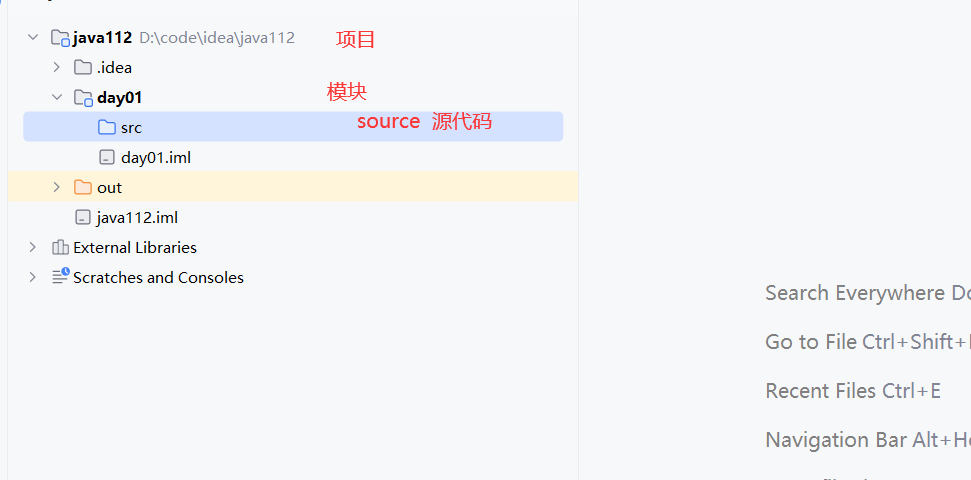 java112 D:\code\idea\java112 项目
.idea
day01 模块
src source 源代码
day01.iml
out
java112.iml
External Libraries
Scratches and Consoles
Search Everywhere
Go to File Ctrl+Shift+
Recent Files Ctrl+E
Navigation Bar Alt+